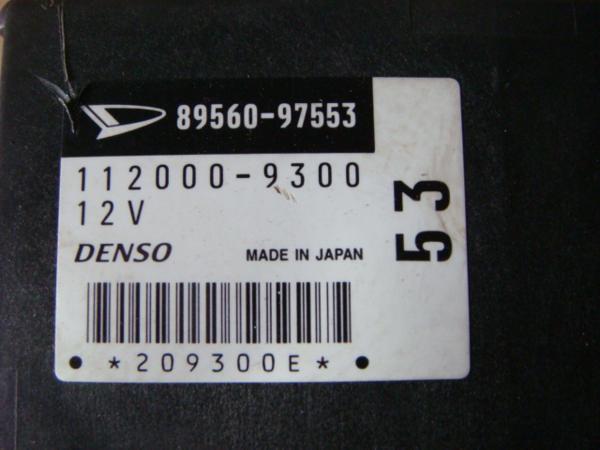 89560-97553
112000-9300
12V
DENSO MADE IN JAPAN
*209300E*
53